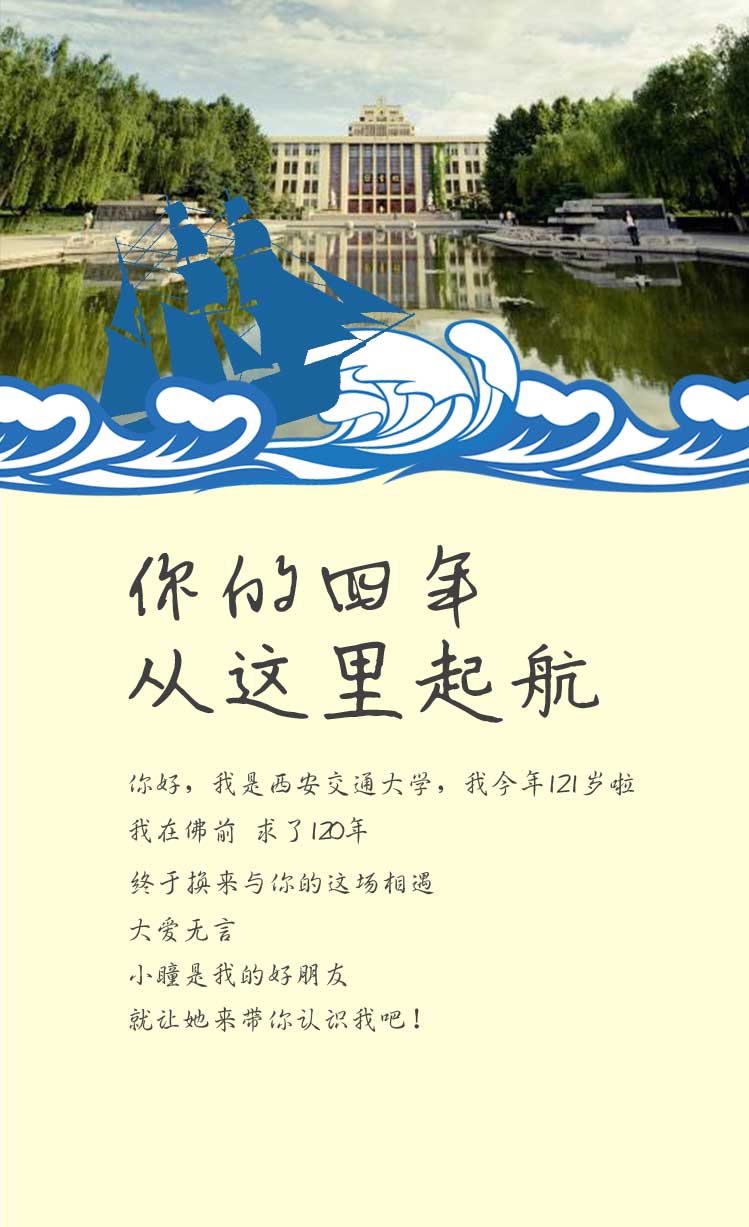 你的四年
从这里起航
你好，我是西安交通大学，我今年121岁啦
我在佛前 求了120年
终于换来与你的这场相遇
大爱无言
小瞳是我的好朋友
就让她来带你认识我吧！